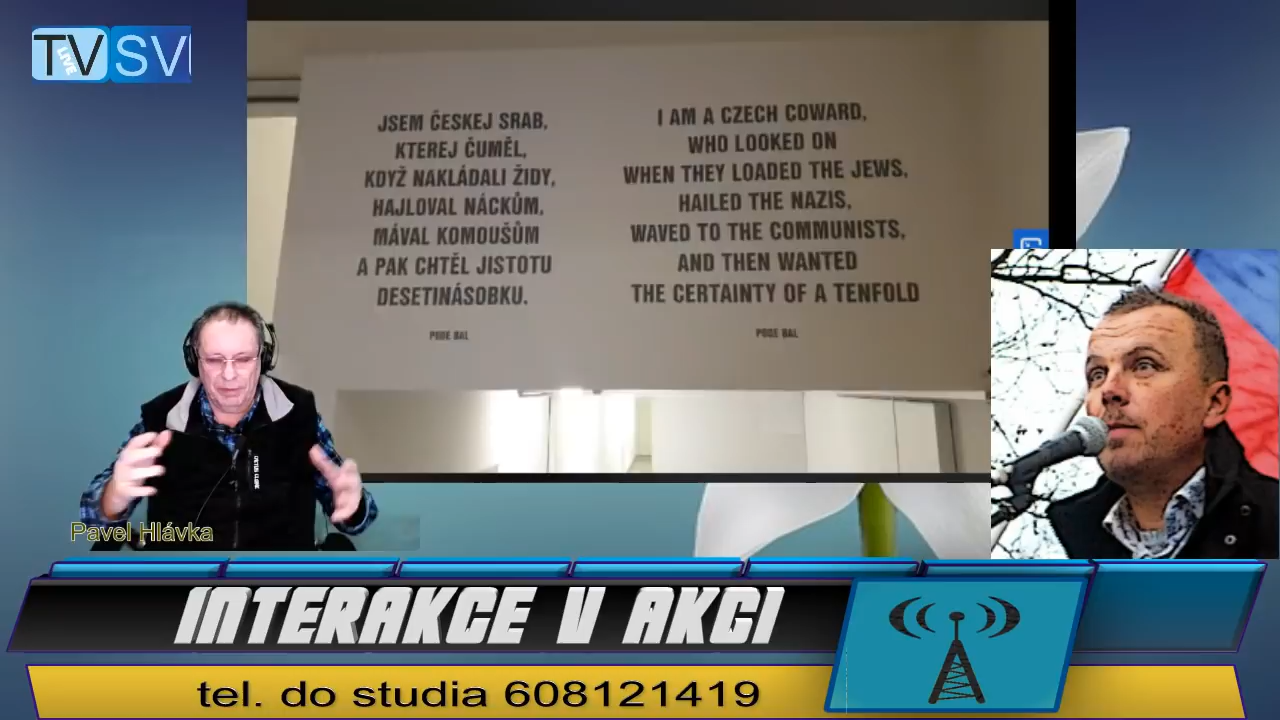 TVSV
LIVE
JSEM ČESKEJ SRAB,
KTEREJ ČUMĚL,
KDYŽ NAKLÁDALI ŽIDY,
HAJLOVAL NÁCKŮM,
MÁVAL KOMOUŠŮM
A PAK CHTĚL JISTOTU
DESETINÁSOBKU.
PODE BAL
I AM A CZECH COWARD,
WHO LOOKED ON
WHEN THEY LOADED THE JEWS,
HAILED THE NAZIS,
WAVED TO THE COMMUNISTS,
AND THEN WANTED
THE CERTAINTY OF A TENFOLD
PODE BAL
Pavel Hlávka
INTERAKCE V AKCI
tel. do studia 608121419